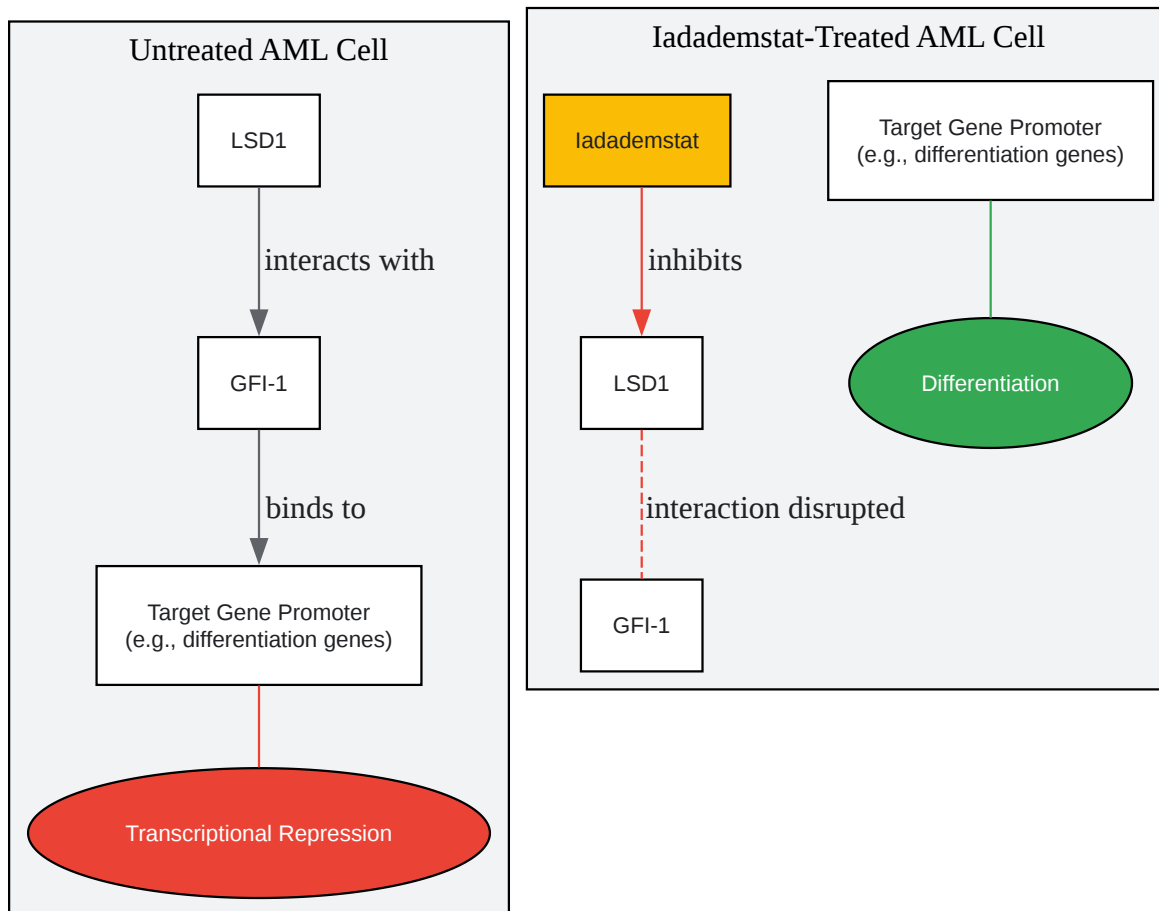 Untreated AML Cell
LSD1
interacts with
GFI-1
binds to
Target Gene Promoter
(e.g., differentiation genes)
Transcriptional Repression
Iadademstat-Treated AML Cell
Iadademstat
inhibits
LSD1
interaction disrupted
GFI-1
Target Gene Promoter
(e.g., differentiation genes)
Differentiation